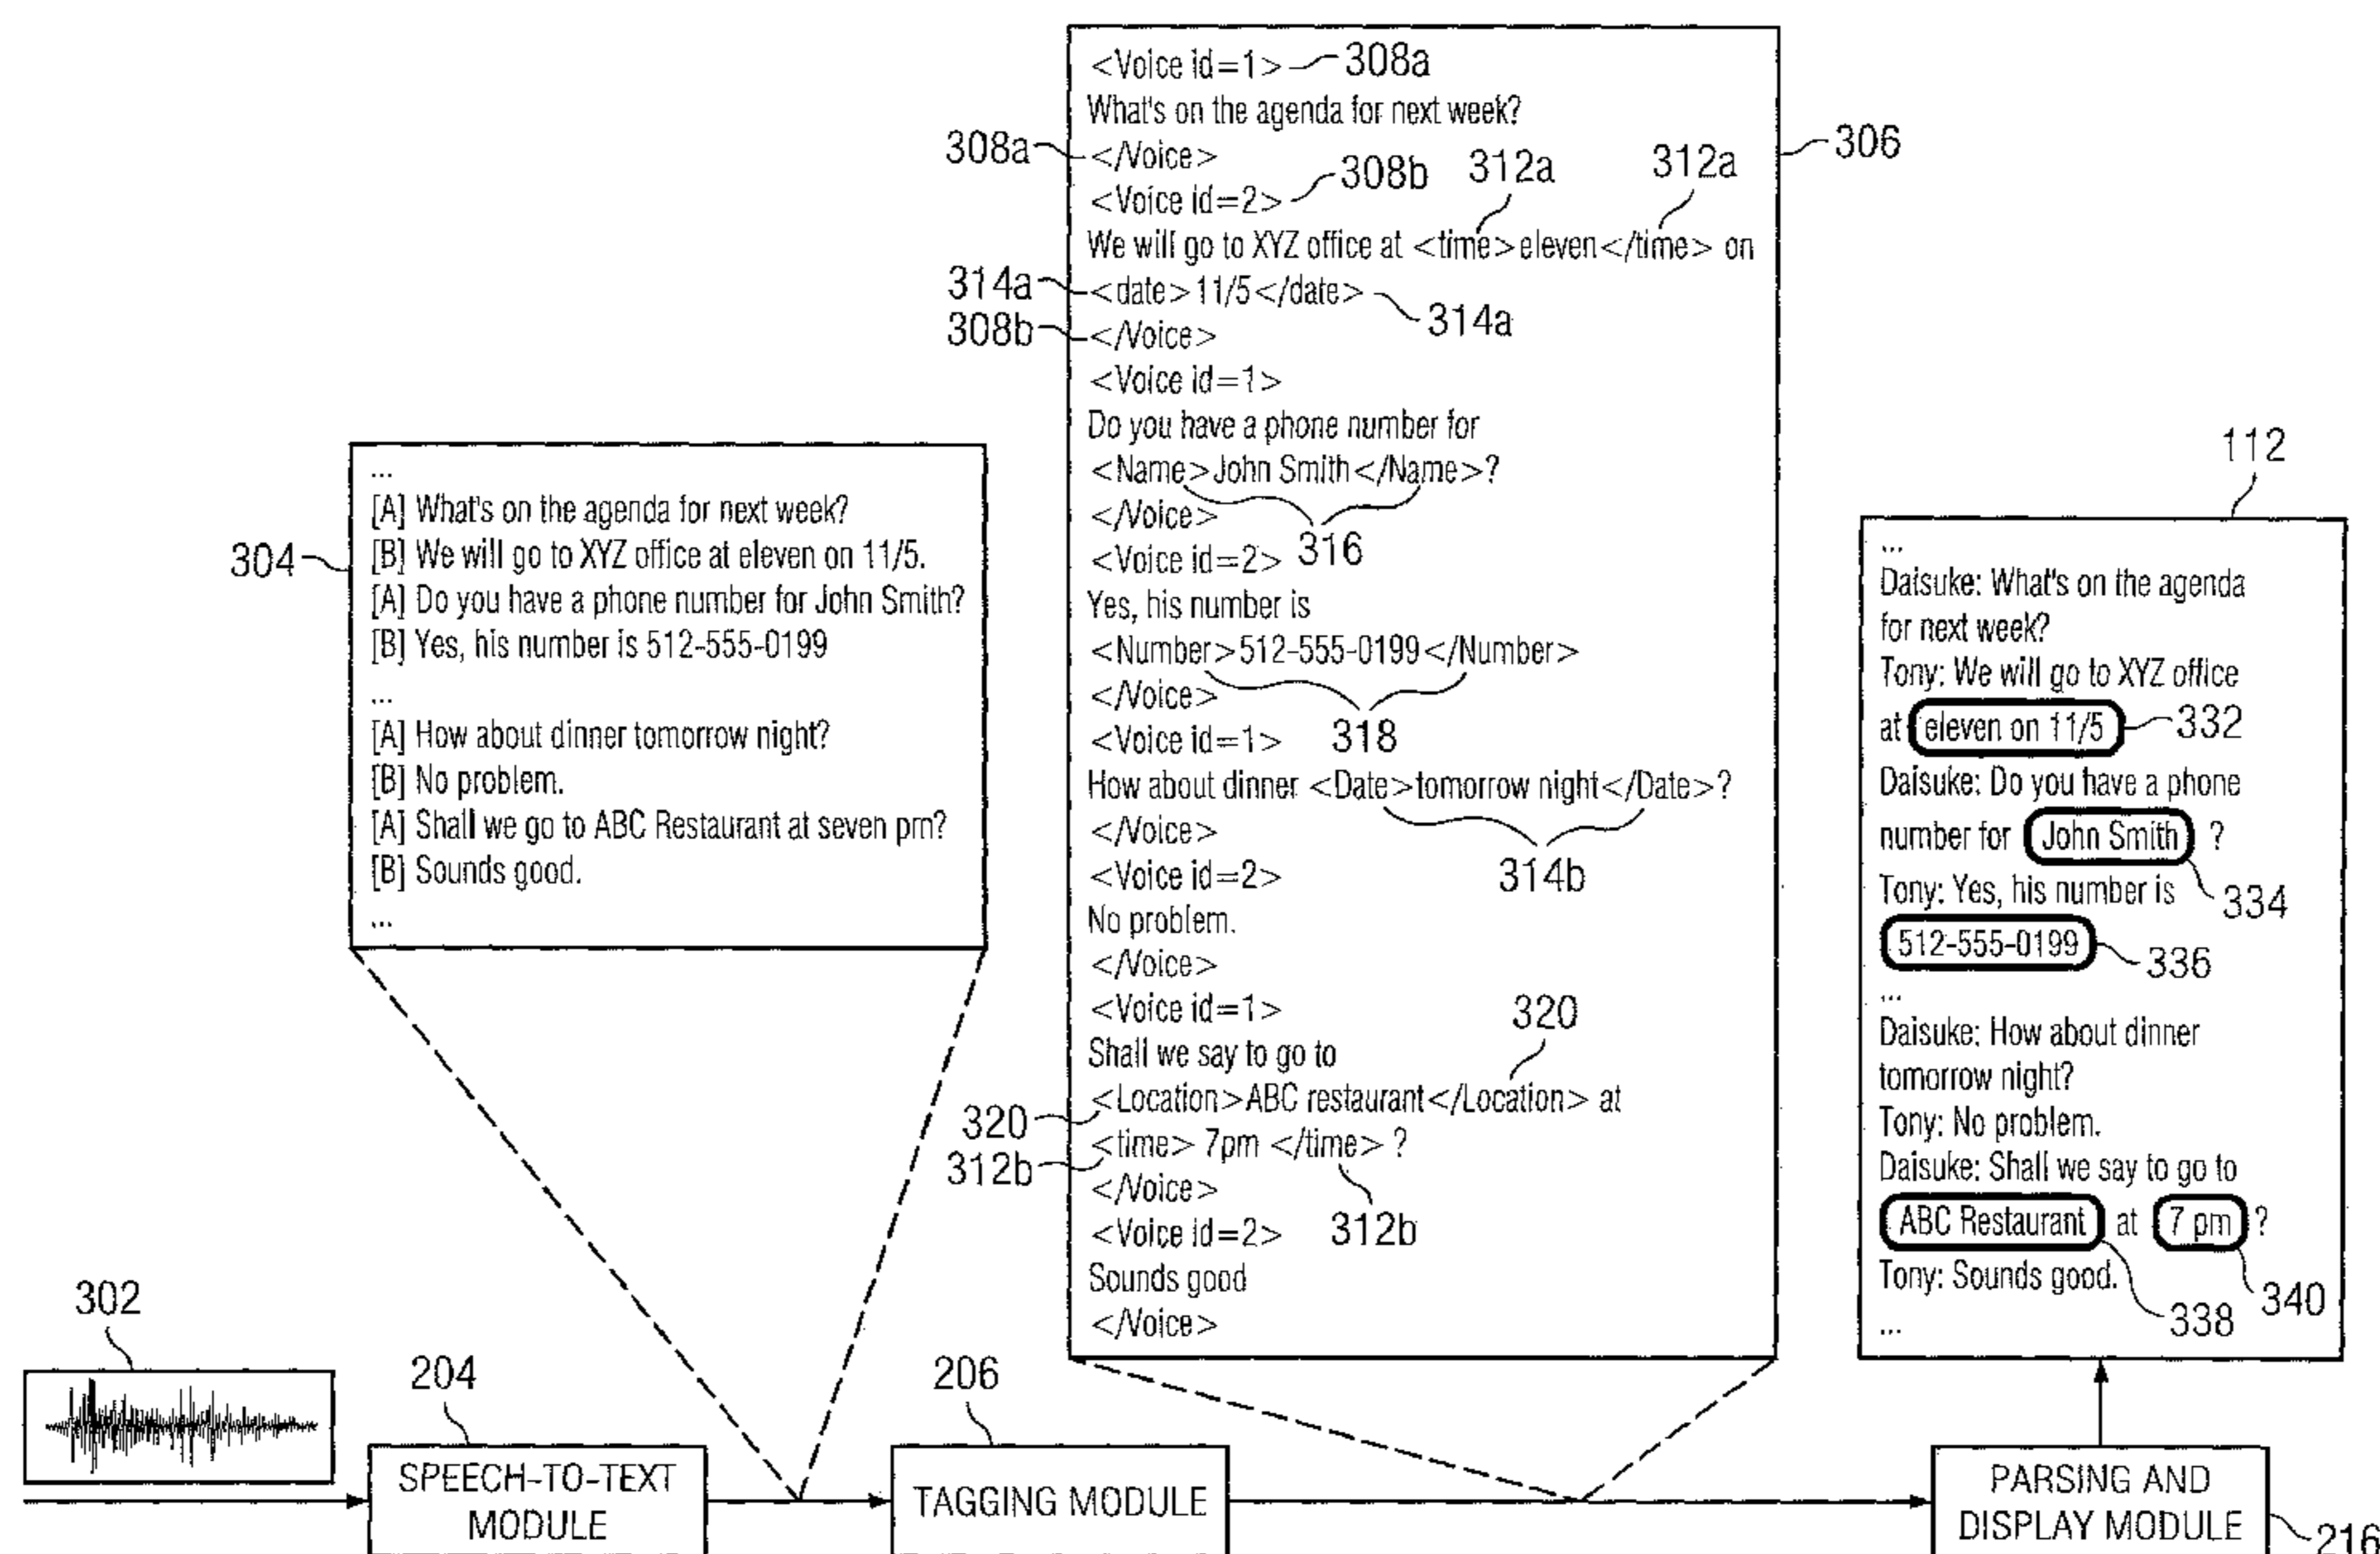 <Voice id=1> 308a
What's on the agenda for next week?
308a </Voice> 306
<Voice id=2> 308b 312a 312a
We will go to XYZ office at <time>eleven</time> on
314a <date>11/5</date> 314a
308b </Voice>
<Voice id=1>
Do you have a phone number for
<Name>John Smith</Name>?
</Voice> 316
<Voice id=2>
Yes, his number is
<Number>512-555-0199</Number>
</Voice>
<Voice id=1> 318
How about dinner <Date>tomorrow night</Date>?
</Voice>
<Voice id=2> 314b
No problem.
</Voice>
<Voice id=1> 320
Shall we say to go to
320 <Location>ABC restaurant</Location> at
312b <time> 7pm </time> ?
</Voice>
<Voice id=2> 312b
Sounds good
</Voice>
304
...
[A] What's on the agenda for next week?
[B] We will go to XYZ office at eleven on 11/5.
[A] Do you have a phone number for John Smith?
[B] Yes, his number is 512-555-0199
...
[A] How about dinner tomorrow night?
[B] No problem.
[A] Shall we go to ABC Restaurant at seven pm?
[B] Sounds good.
...
112
...
Daisuke: What's on the agenda
for next week?
Tony: We will go to XYZ office
at eleven on 11/5 332
Daisuke: Do you have a phone
number for John Smith ?
Tony: Yes, his number is 334
512-555-0199 336
...
Daisuke: How about dinner
tomorrow night?
Tony: No problem.
Daisuke: Shall we say to go to
ABC Restaurant at 7 pm ?
Tony: Sounds good. 340
... 338
302
204
SPEECH-TO-TEXT
MODULE
206
TAGGING MODULE
PARSING AND
DISPLAY MODULE
216